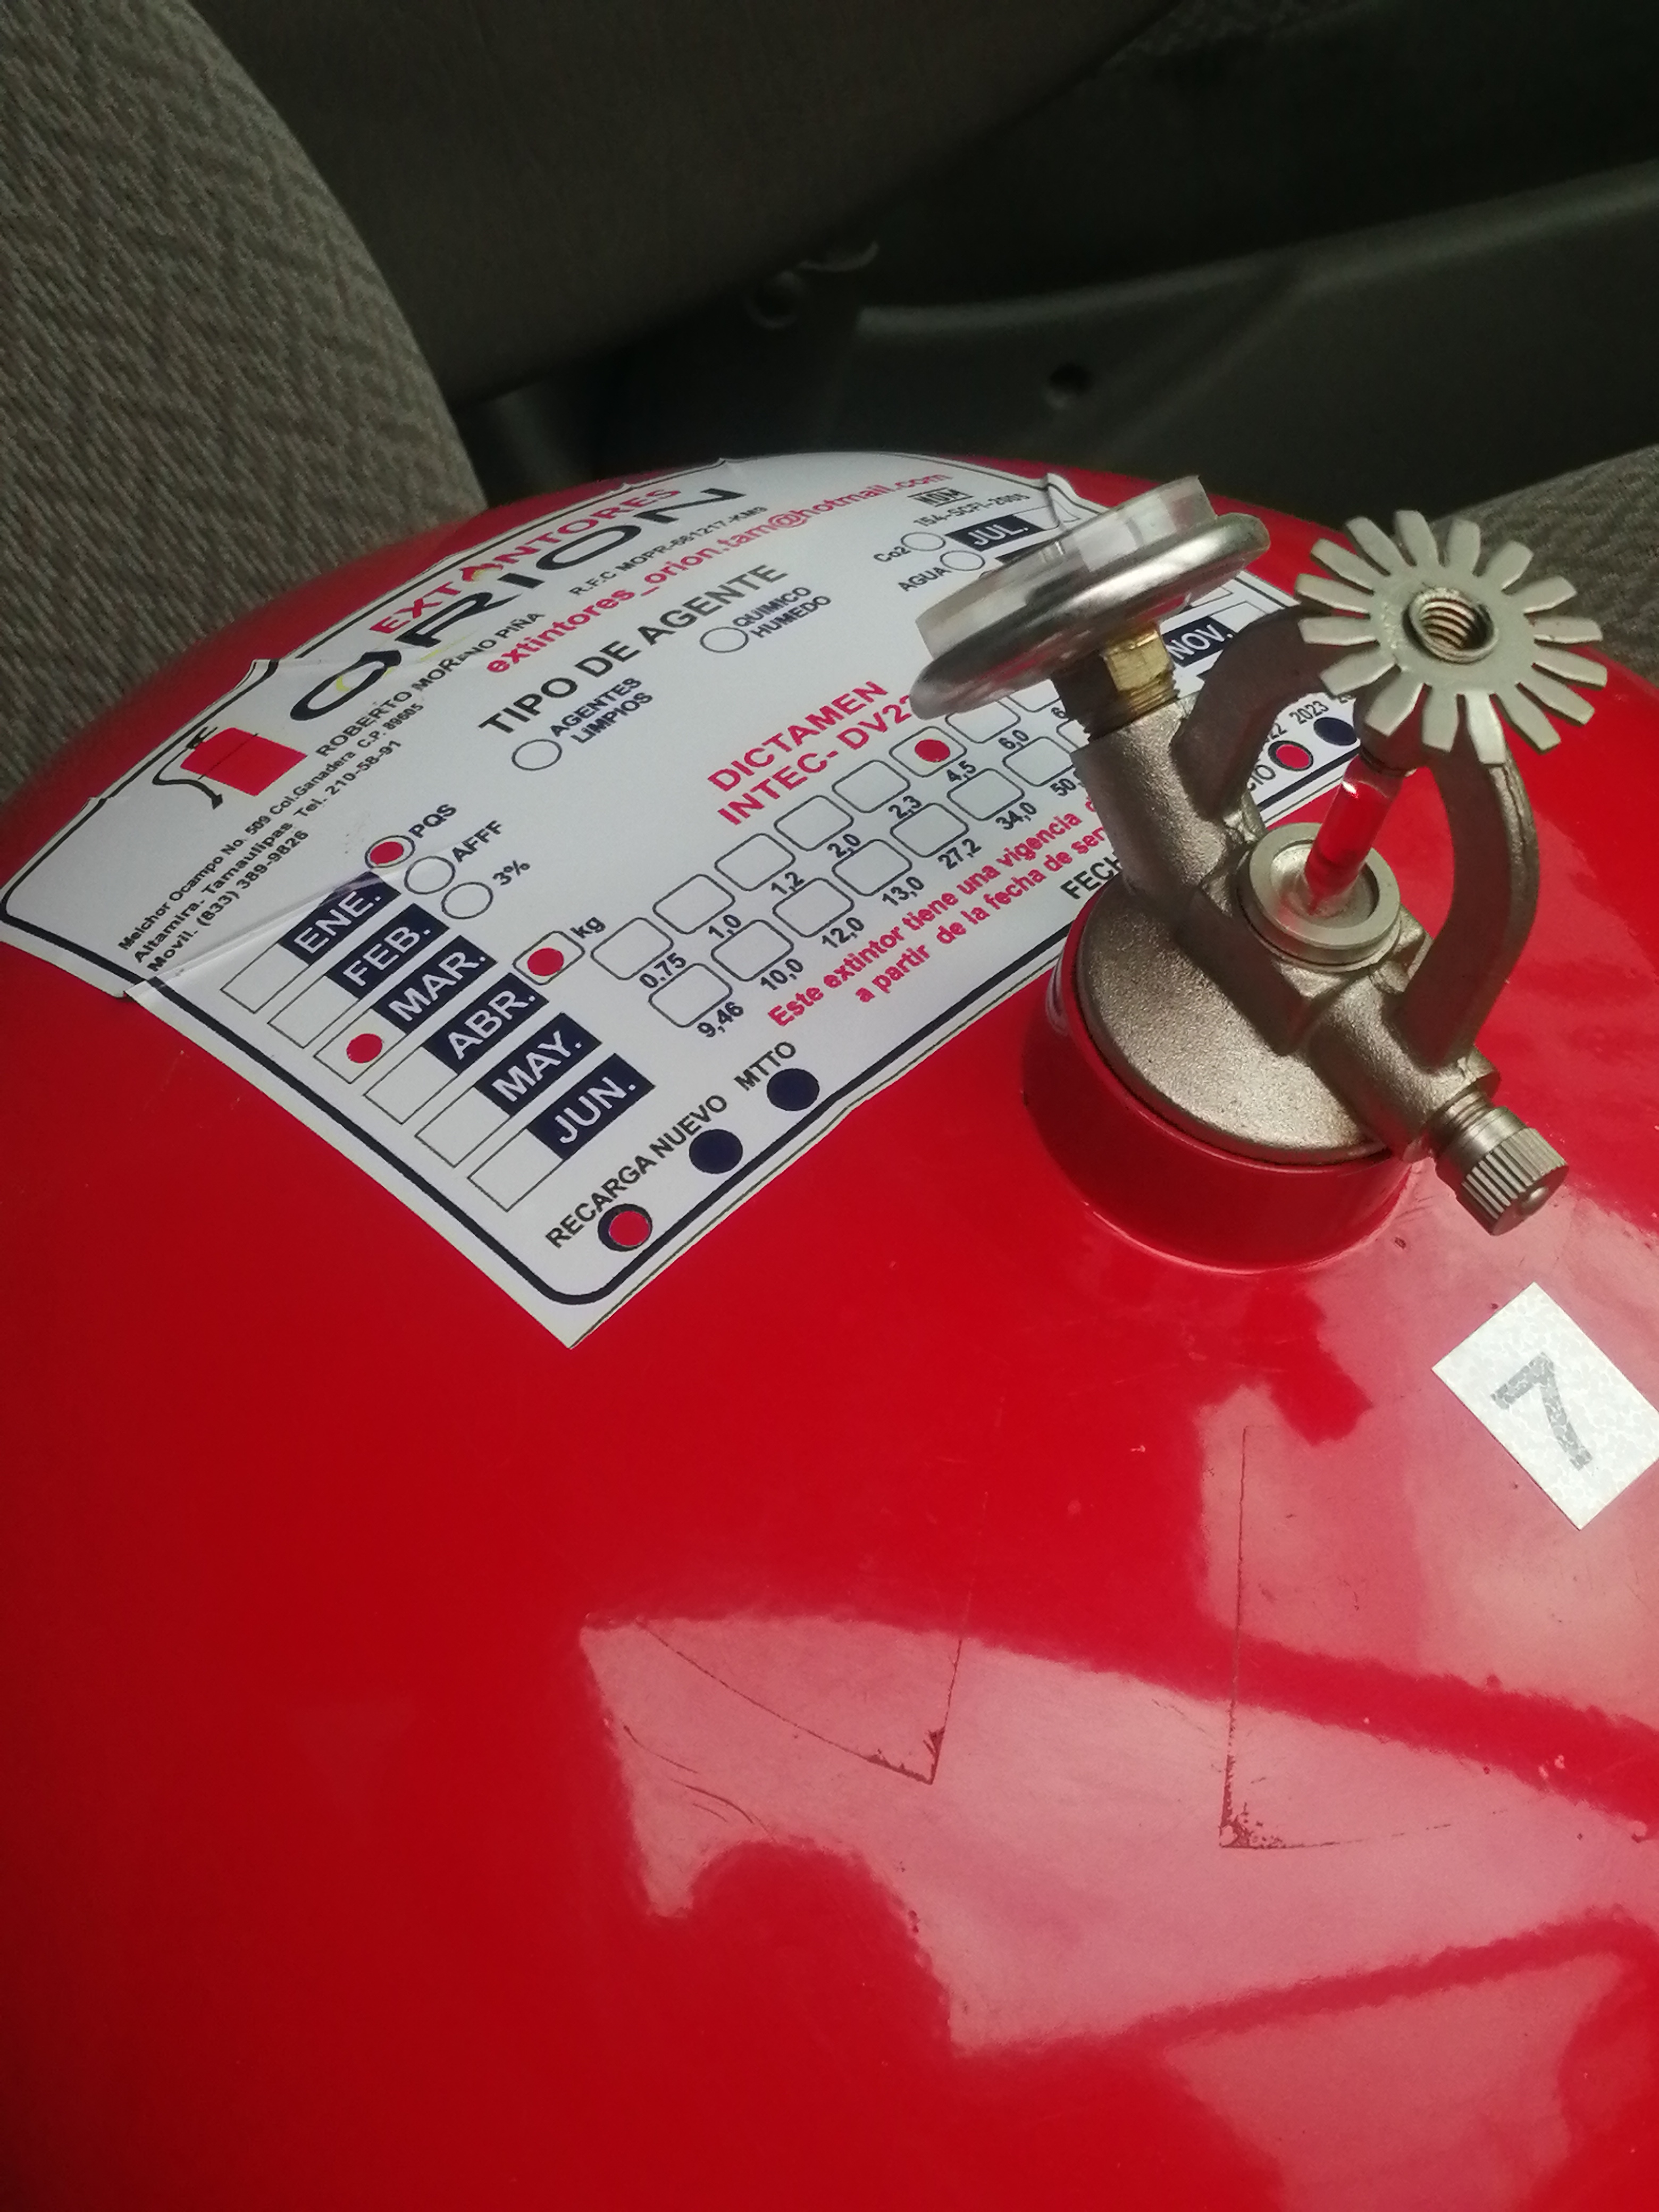 EXTINTORES
ORION
ROBERTO MORENO PIÑA
R.F.C MOPR-681217-KM9
Melchor Ocampo No. 509 Col.Ganadera C.P. 89605
Altamira.- Tamaulipas Tel. 210-58-91
Movil. (833) 389-9826
extintores_orion.tam@hotmail.com
NOM
154-SCFI-2005
TIPO DE AGENTE
PQS
AFFF
3%
AGENTES
LIMPIOS
QUIMICO
HUMEDO
Co2
AGUA
ENE.
FEB.
MAR.
ABR.
MAY.
JUN.
JUL.
NOV.
DICTAMEN
INTEC- DV22
kg
0.75
1,0
1,2
2,0
2,3
4,5
6,0
9,46
10,0
12,0
13,0
27,2
34,0
Este extintor tiene una vigencia
a partir de la fecha de
RECARGA NUEVO MTTO
2023
7